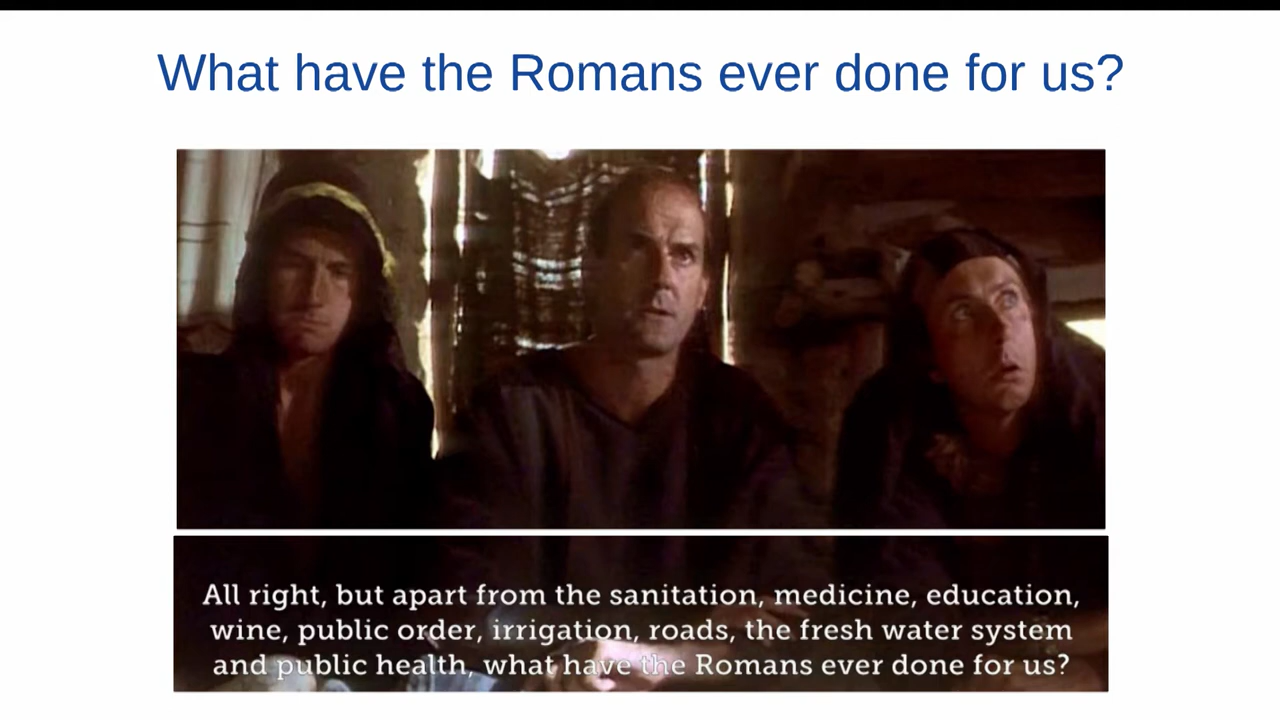 What have the Romans ever done for us?
All right, but apart from the sanitation, medicine, education,
wine, public order, irrigation, roads, the fresh water system
and public health, what have the Romans ever done for us?